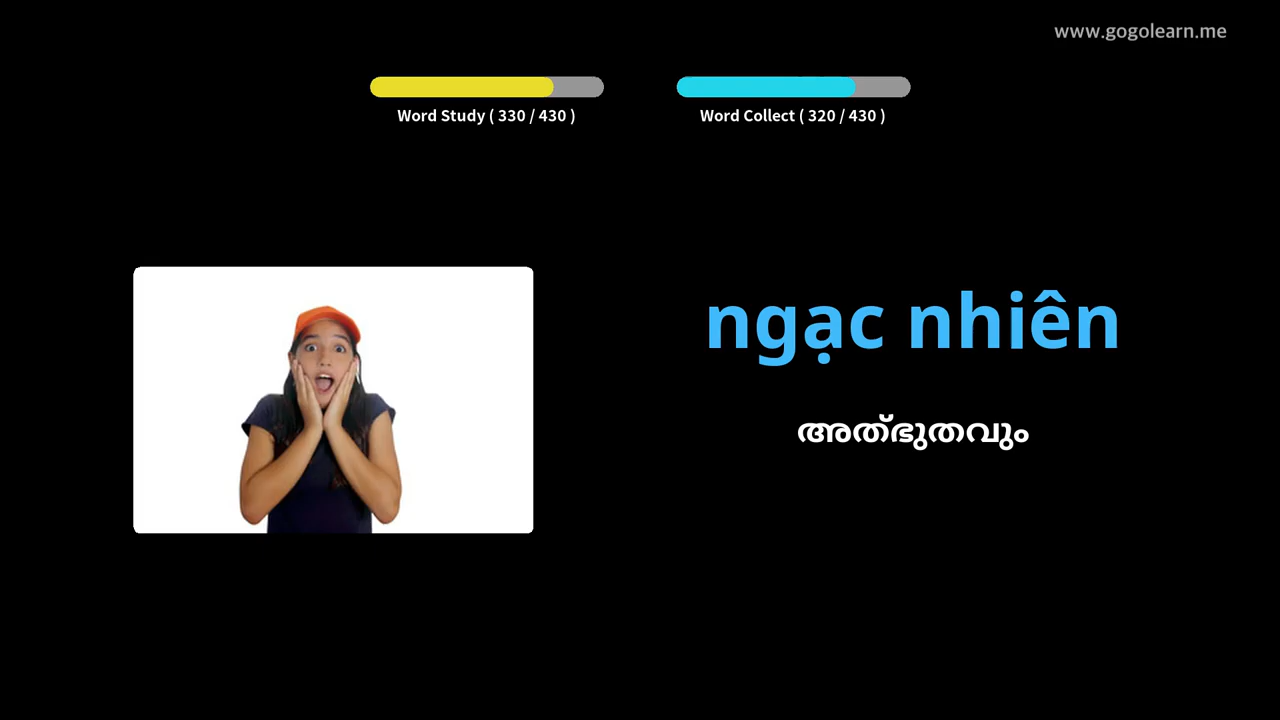 www.gogolearn.me
Word Study ( 330 / 430 )
Word Collect ( 320 / 430 )
ngạc nhiên
അത്ഭുതവും